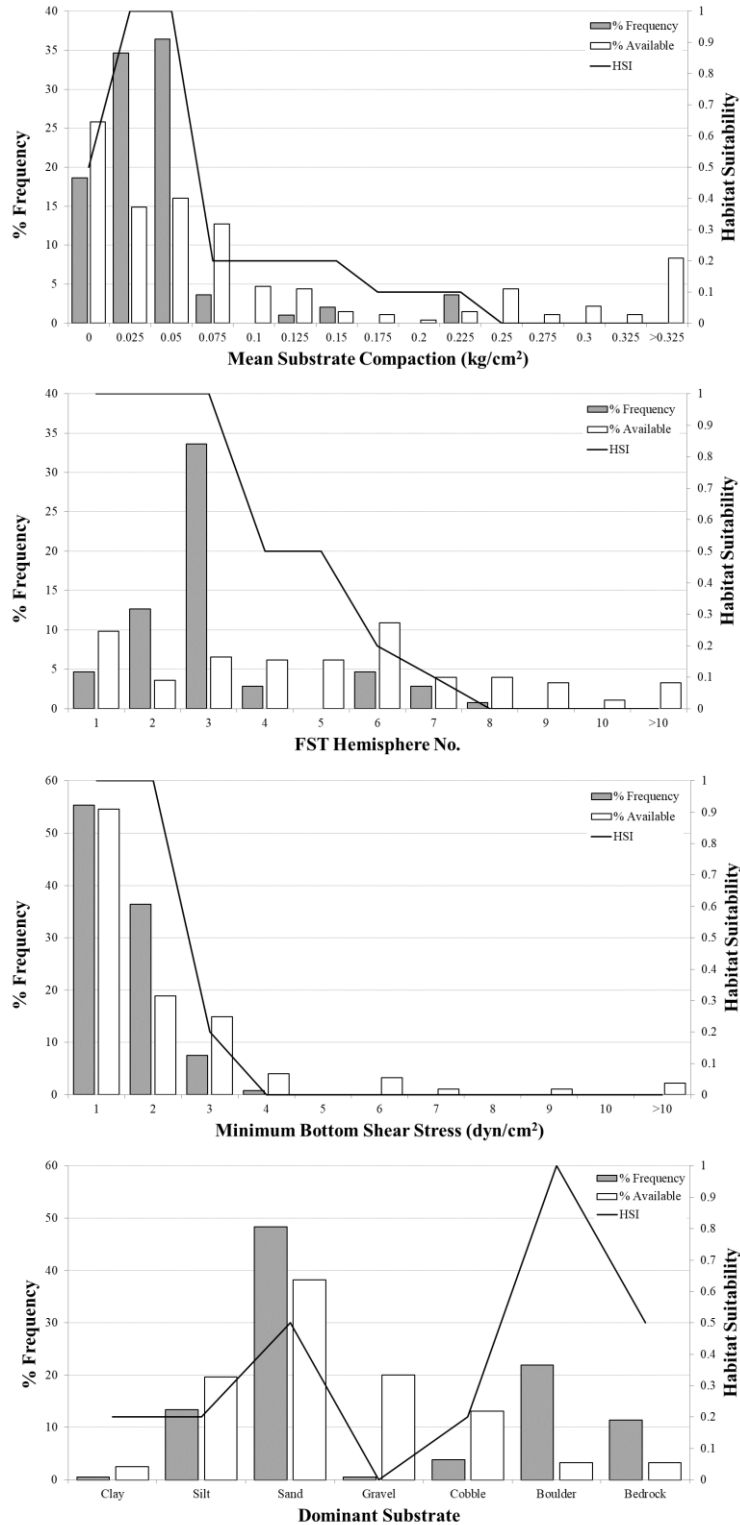 40
35
30
25
20
15
10
5
0
% Frequency
1
0.9
0.8
0.7
0.6
0.5
0.4
0.3
0.2
0.1
0
Habitat Suitability
% Frequency
% Available
HSI
0 0.025 0.05 0.075 0.1 0.125 0.15 0.175 0.2 0.225 0.25 0.275 0.3 0.325 >0.325
Mean Substrate Compaction (kg/cm²)
40
35
30
25
20
15
10
5
0
% Frequency
1
0.9
0.8
0.7
0.6
0.5
0.4
0.3
0.2
0.1
0
Habitat Suitability
% Frequency
% Available
HSI
1 2 3 4 5 6 7 8 9 10 >10
FST Hemisphere No.
60
50
40
30
20
10
0
% Frequency
1
0.9
0.8
0.7
0.6
0.5
0.4
0.3
0.2
0.1
0
Habitat Suitability
% Frequency
% Available
HSI
1 2 3 4 5 6 7 8 9 10 >10
Minimum Bottom Shear Stress (dyn/cm²)
60
50
40
30
20
10
0
% Frequency
1
0.9
0.8
0.7
0.6
0.5
0.4
0.3
0.2
0.1
0
Habitat Suitability
% Frequency
% Available
HSI
Clay Silt Sand Gravel Cobble Boulder Bedrock
Dominant Substrate